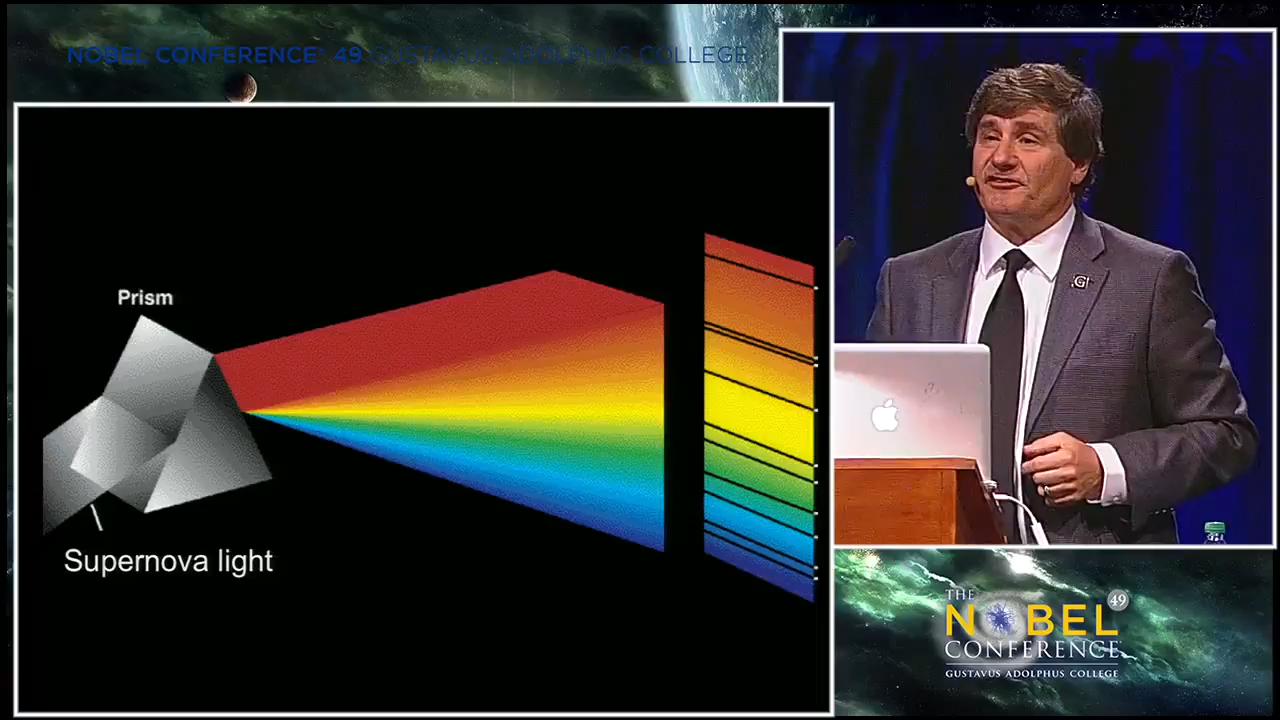 NOBEL CONFERENCE® 49 GUSTAVUS ADOLPHUS COLLEGE
Prism
Supernova light
G
THE
NOBEL 49
CONFERENCE
GUSTAVUS ADOLPHUS COLLEGE